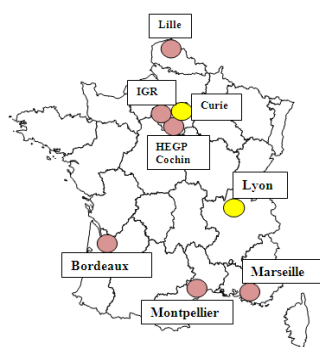 Lille
IGR
Curie
HEGP
Cochin
Lyon
Bordeaux
Marseille
Montpellier